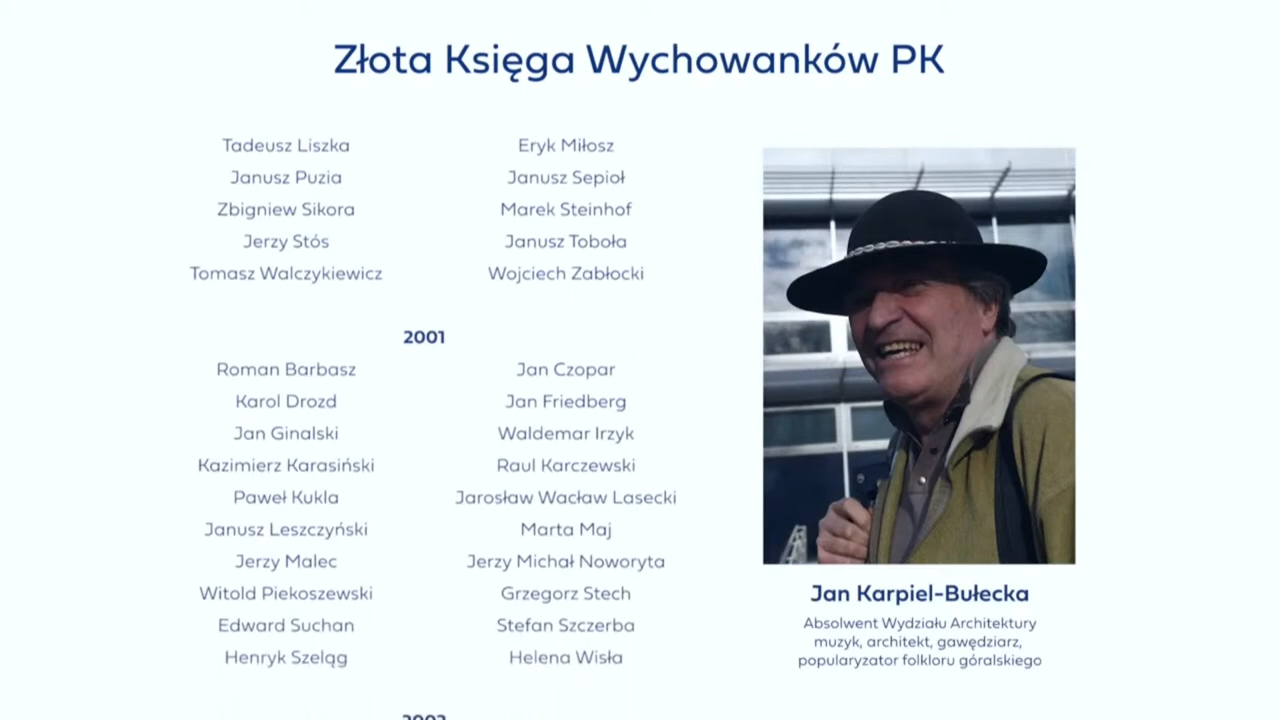 Złota Księga Wychowanków PK
Tadeusz Liszka
Eryk Miłosz
Janusz Puzia
Janusz Sepioł
Zbigniew Sikora
Marek Steinhof
Jerzy Stós
Janusz Toboła
Tomasz Walczykiewicz
Wojciech Zabłocki
2001
Roman Barbasz
Jan Czopar
Karol Drozd
Jan Friedberg
Jan Ginalski
Waldemar Irzyk
Kazimierz Karasiński
Raul Karczewski
Paweł Kukla
Jarosław Wacław Lasecki
Janusz Leszczyński
Marta Maj
Jerzy Malec
Jerzy Michał Noworyta
Witold Piekoszewski
Grzegorz Stech
Edward Suchan
Stefan Szczerba
Henryk Szeląg
Helena Wisła
Jan Karpiel-Bułecka
Absolwent Wydziału Architektury
muzyk, architekt, gawędziarz,
popularyzator folkloru góralskiego